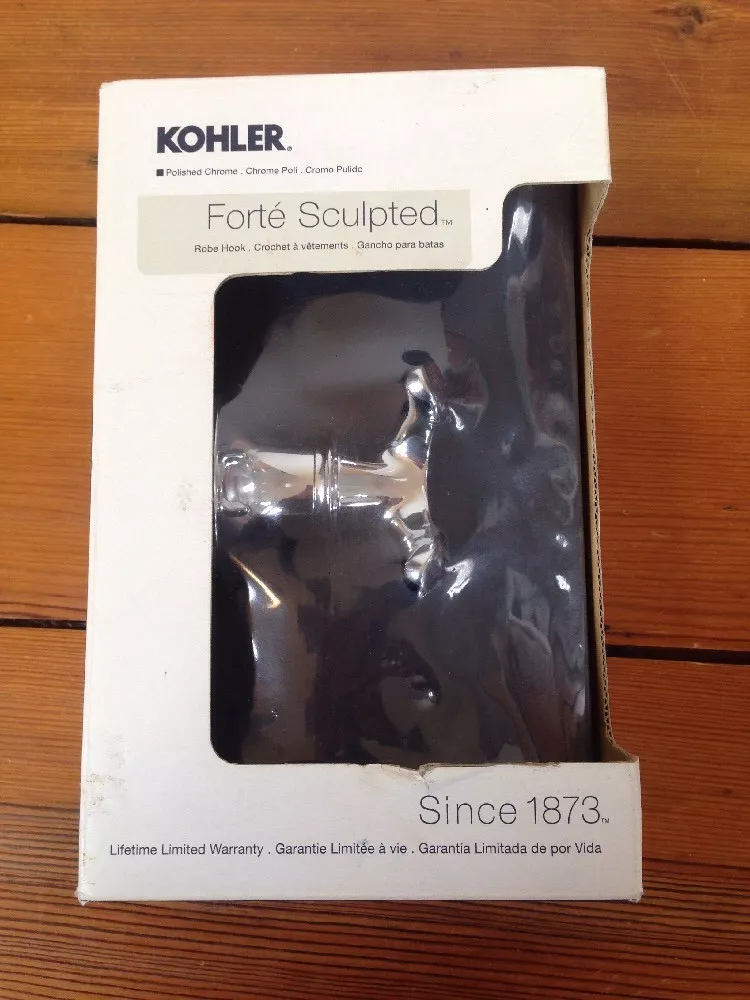 KOHLER®
Polished Chrome . Chrome Poli . Cromo Pulido
Forté Sculpted™
Robe Hook . Crochet à vêtements . Gancho para batas
Since 1873™
Lifetime Limited Warranty . Garantie Limitée à vie . Garantía Limitada de por Vida